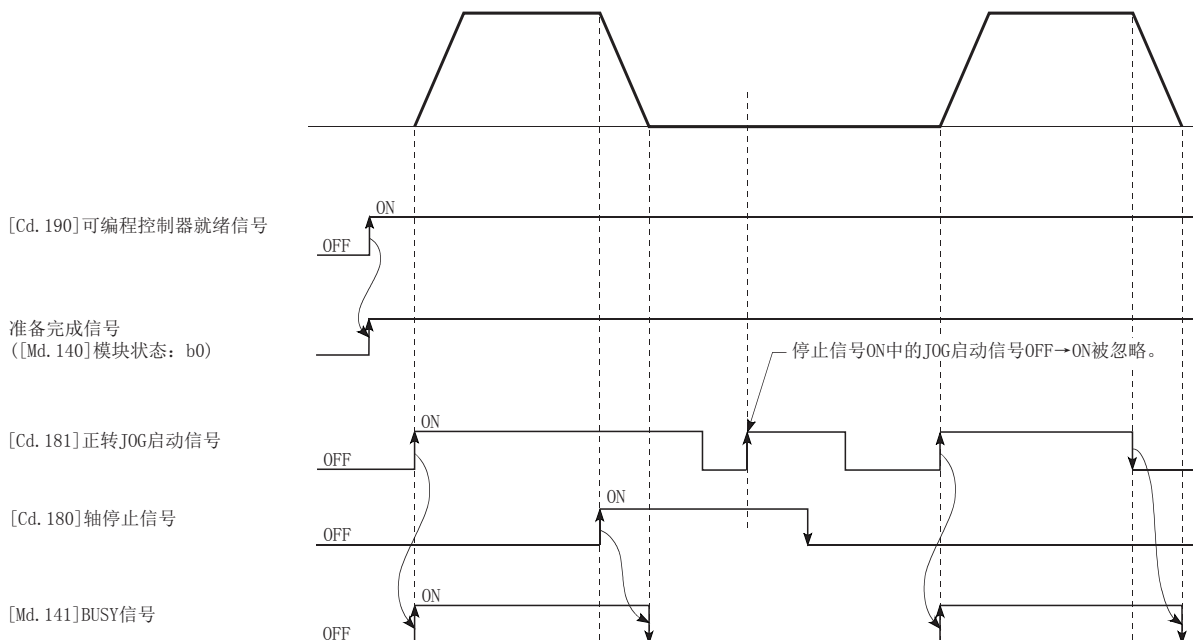 ON
[Cd.190]可编程控制器就绪信号
OFF
准备完成信号
([Md.140]模块状态：b0)
停止信号ON中的JOG启动信号OFF→ON被忽略。
ON
[Cd.181]正转JOG启动信号
OFF
ON
[Cd.180]轴停止信号
OFF
ON
[Md.141]BUSY信号
OFF